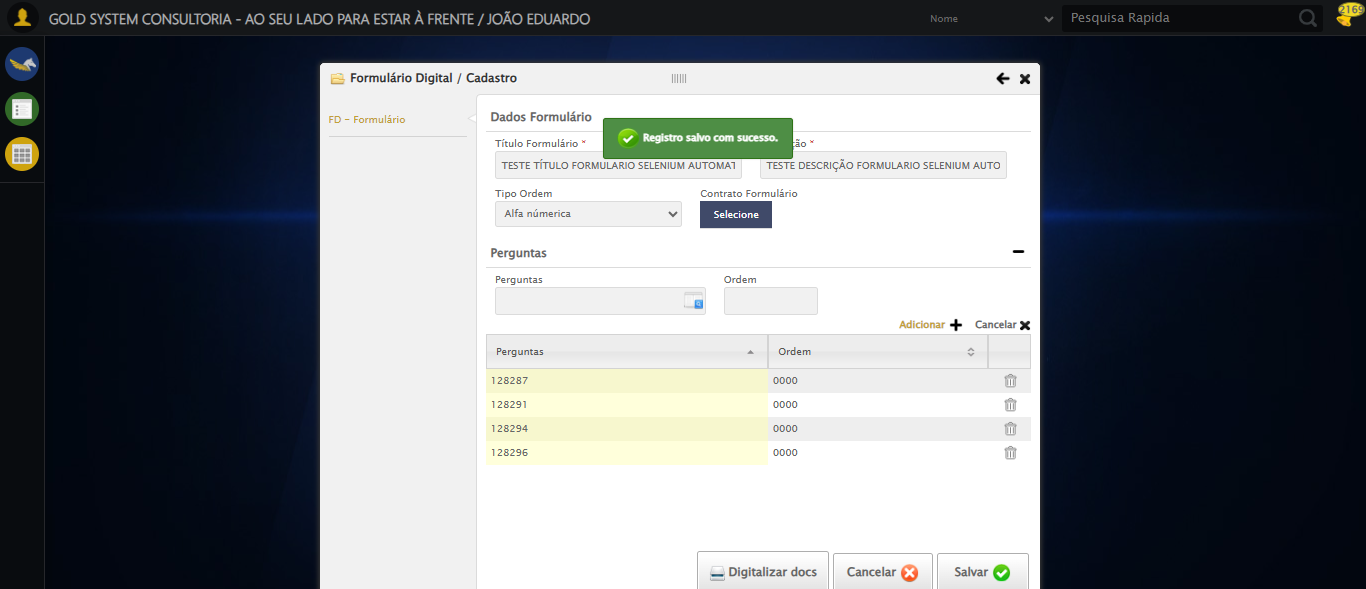 GOLD SYSTEM CONSULTORIA - AO SEU LADO PARA ESTAR À FRENTE / JOÃO EDUARDO
Nome
Pesquisa Rapida
2169
Formulário Digital / Cadastro
FD - Formulário
Dados Formulário
Registro salvo com sucesso.
Título Formulário *
ão *
TESTE TÍTULO FORMULARIO SELENIUM AUTOMAT
TESTE DESCRIÇÃO FORMULARIO SELENIUM AUTO
Tipo Ordem
Contrato Formulário
Alfa númerica
Selecione
Perguntas
Perguntas
Ordem
Adicionar
Cancelar
Perguntas
Ordem
128287 0000
128291 0000
128294 0000
128296 0000
Digitalizar docs
Cancelar
Salvar